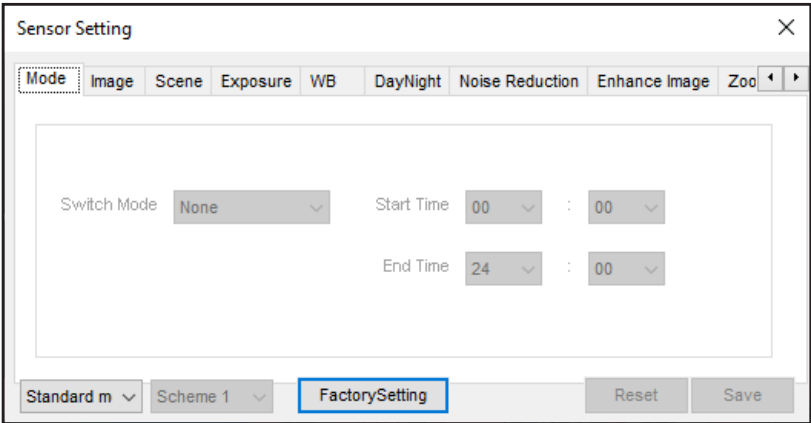 Sensor Setting
Mode Image Scene Exposure WB DayNight Noise Reduction Enhance Image Zoo
Switch Mode None Start Time 00 : 00
End Time 24 : 00
Standard m Scheme 1 FactorySetting Reset Save